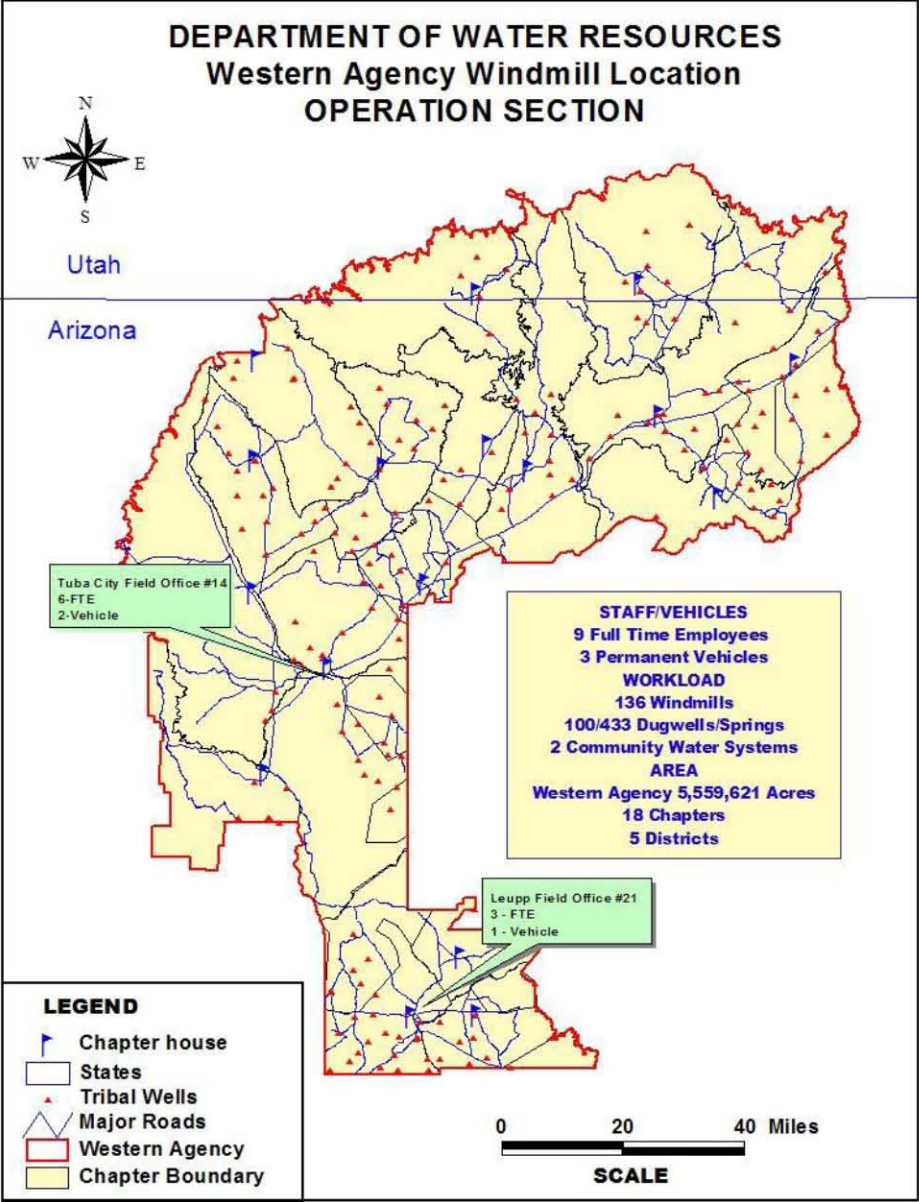 DEPARTMENT OF WATER RESOURCES
Western Agency Windmill Location
OPERATION SECTION
N
W E
S
Utah
Arizona
Tuba City Field Office #14
6-FTE
2-Vehicle
STAFF/VEHICLES
9 Full Time Employees
3 Permanent Vehicles
WORKLOAD
136 Windmills
100/433 Dugwells/Springs
2 Community Water Systems
AREA
Western Agency 5,559,621 Acres
18 Chapters
5 Districts
Leupp Field Office #21
3 - FTE
1 - Vehicle
LEGEND
Chapter house
States
Tribal Wells
Major Roads
Western Agency
Chapter Boundary
0 20 40 Miles
SCALE